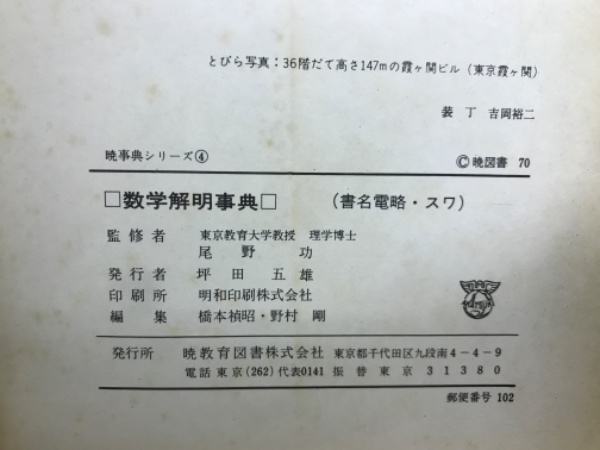 とびら写真:36階だて高さ147mの霞ヶ関ビル(東京霞ヶ関)
装丁 吉岡裕二
暁事典シリーズ④
©暁図書 70
□数学解明事典□ (書名電略・スワ)
監修者 東京教育大学教授 理学博士
尾野 功
発行者 坪田五雄
印刷所 明和印刷株式会社
編集 橋本禎昭・野村 剛
発行所 暁教育図書株式会社 東京都千代田区九段南4-4-9
電話 東京(262)代表0141 振替東京 31380
郵便番号 102